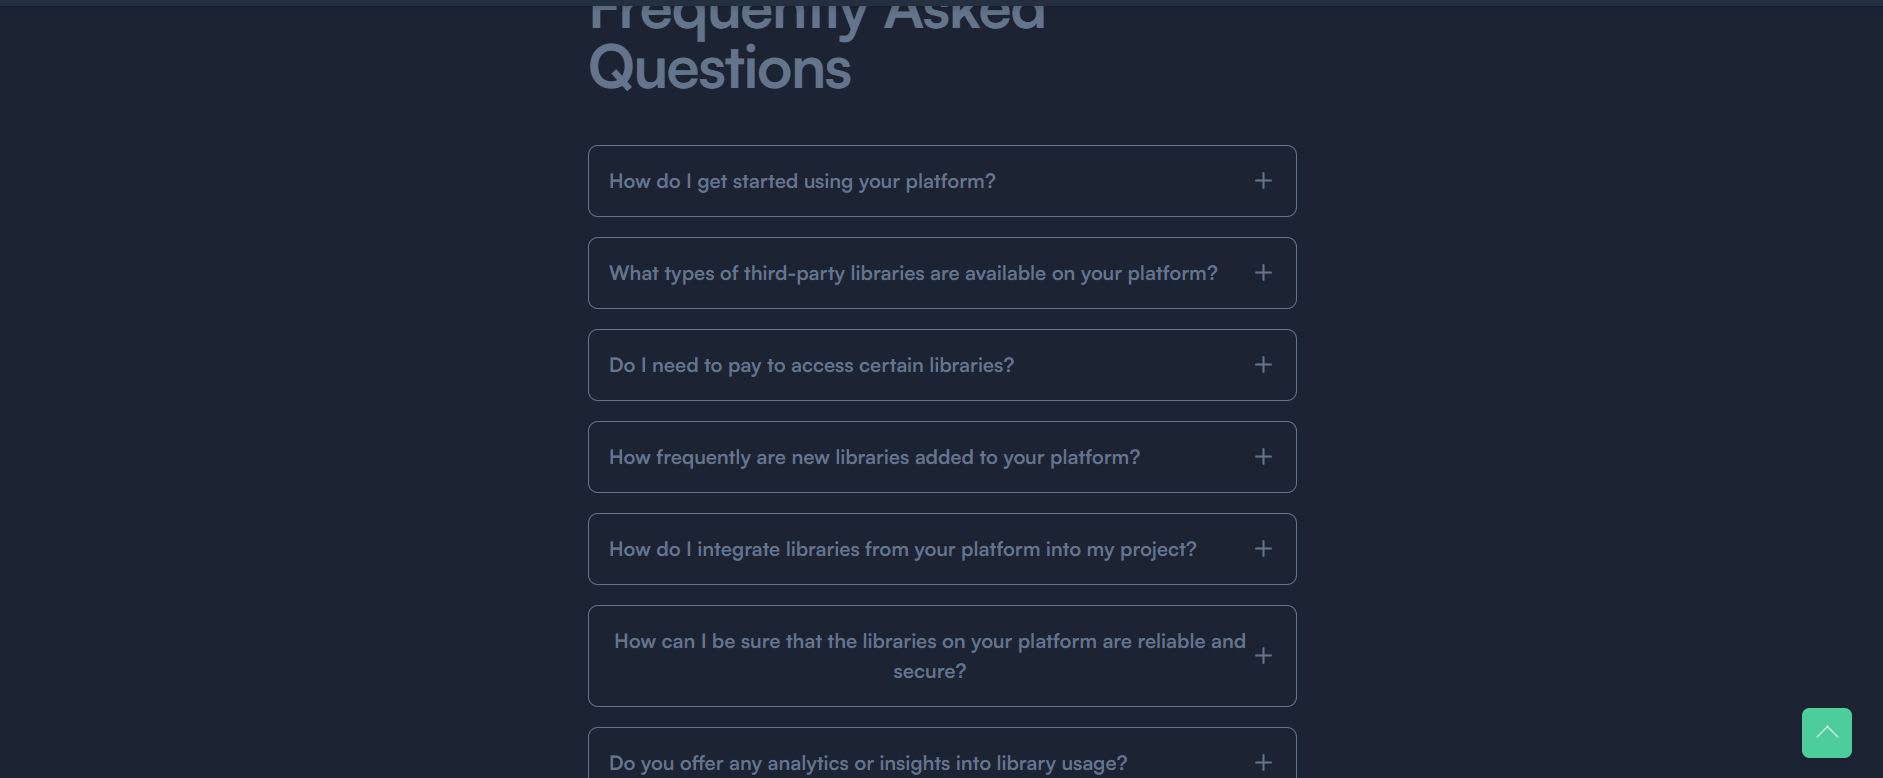 Frequently Asked
Questions
How do I get started using your platform?
What types of third-party libraries are available on your platform?
Do I need to pay to access certain libraries?
How frequently are new libraries added to your platform?
How do I integrate libraries from your platform into my project?
How can I be sure that the libraries on your platform are reliable and
secure?
Do you offer any analytics or insights into library usage?